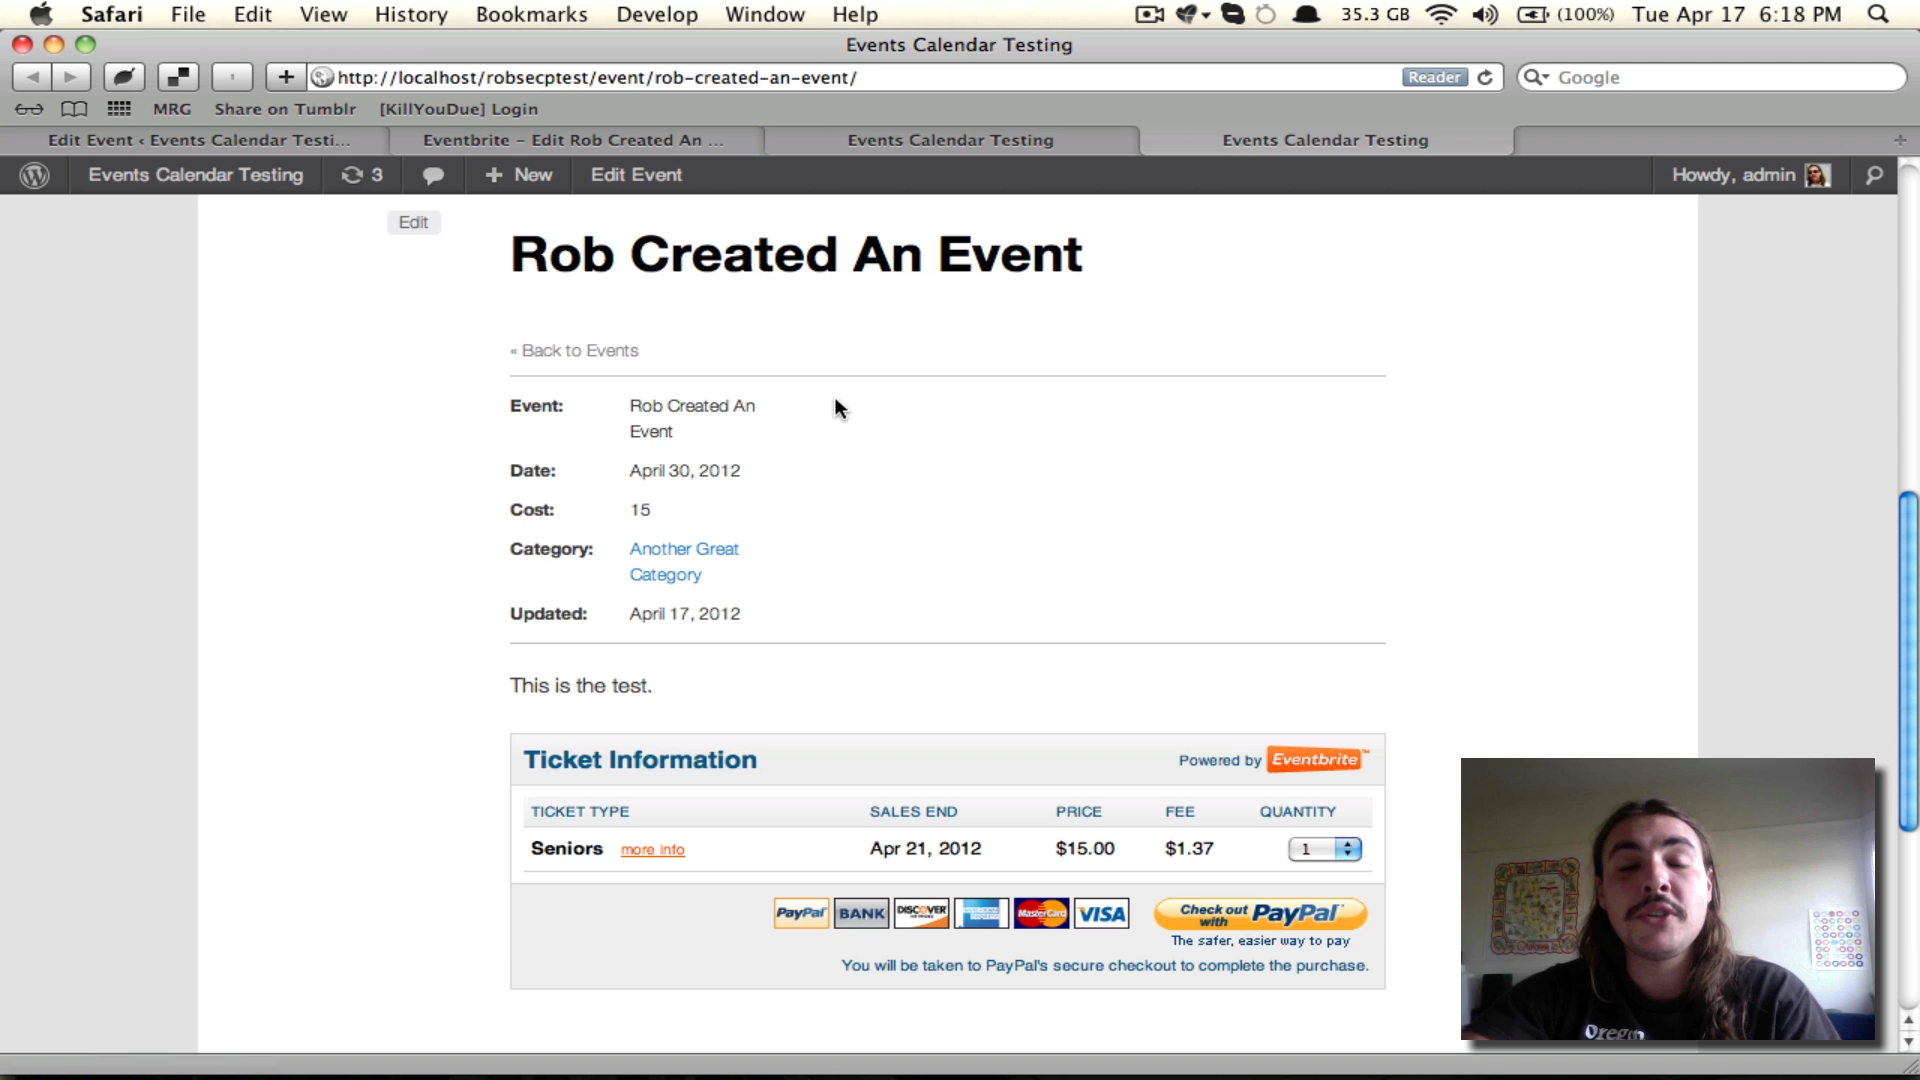 Safari File Edit View History Bookmarks Develop Window Help 35.3 GB (100%) Tue Apr 17 6:18 PM
Events Calendar Testing
http://localhost/robsecptest/event/rob-created-an-event/ Reader Google
MRG Share on Tumblr [KillYouDue] Login
Edit Event ‹ Events Calendar Testi... Eventbrite – Edit Rob Created An ... Events Calendar Testing Events Calendar Testing
Events Calendar Testing 3 + New Edit Event Howdy, admin
Edit
Rob Created An Event
« Back to Events
Event: Rob Created An
Event
Date: April 30, 2012
Cost: 15
Category: Another Great
Category
Updated: April 17, 2012
This is the test.
Ticket Information Powered by Eventbrite™
TICKET TYPE SALES END PRICE FEE QUANTITY
Seniors more info Apr 21, 2012 $15.00 $1.37 1
PayPal BANK DISCOVER MasterCard VISA Check out with PayPal
The safer, easier way to pay
You will be taken to PayPal's secure checkout to complete the purchase.
Oregon